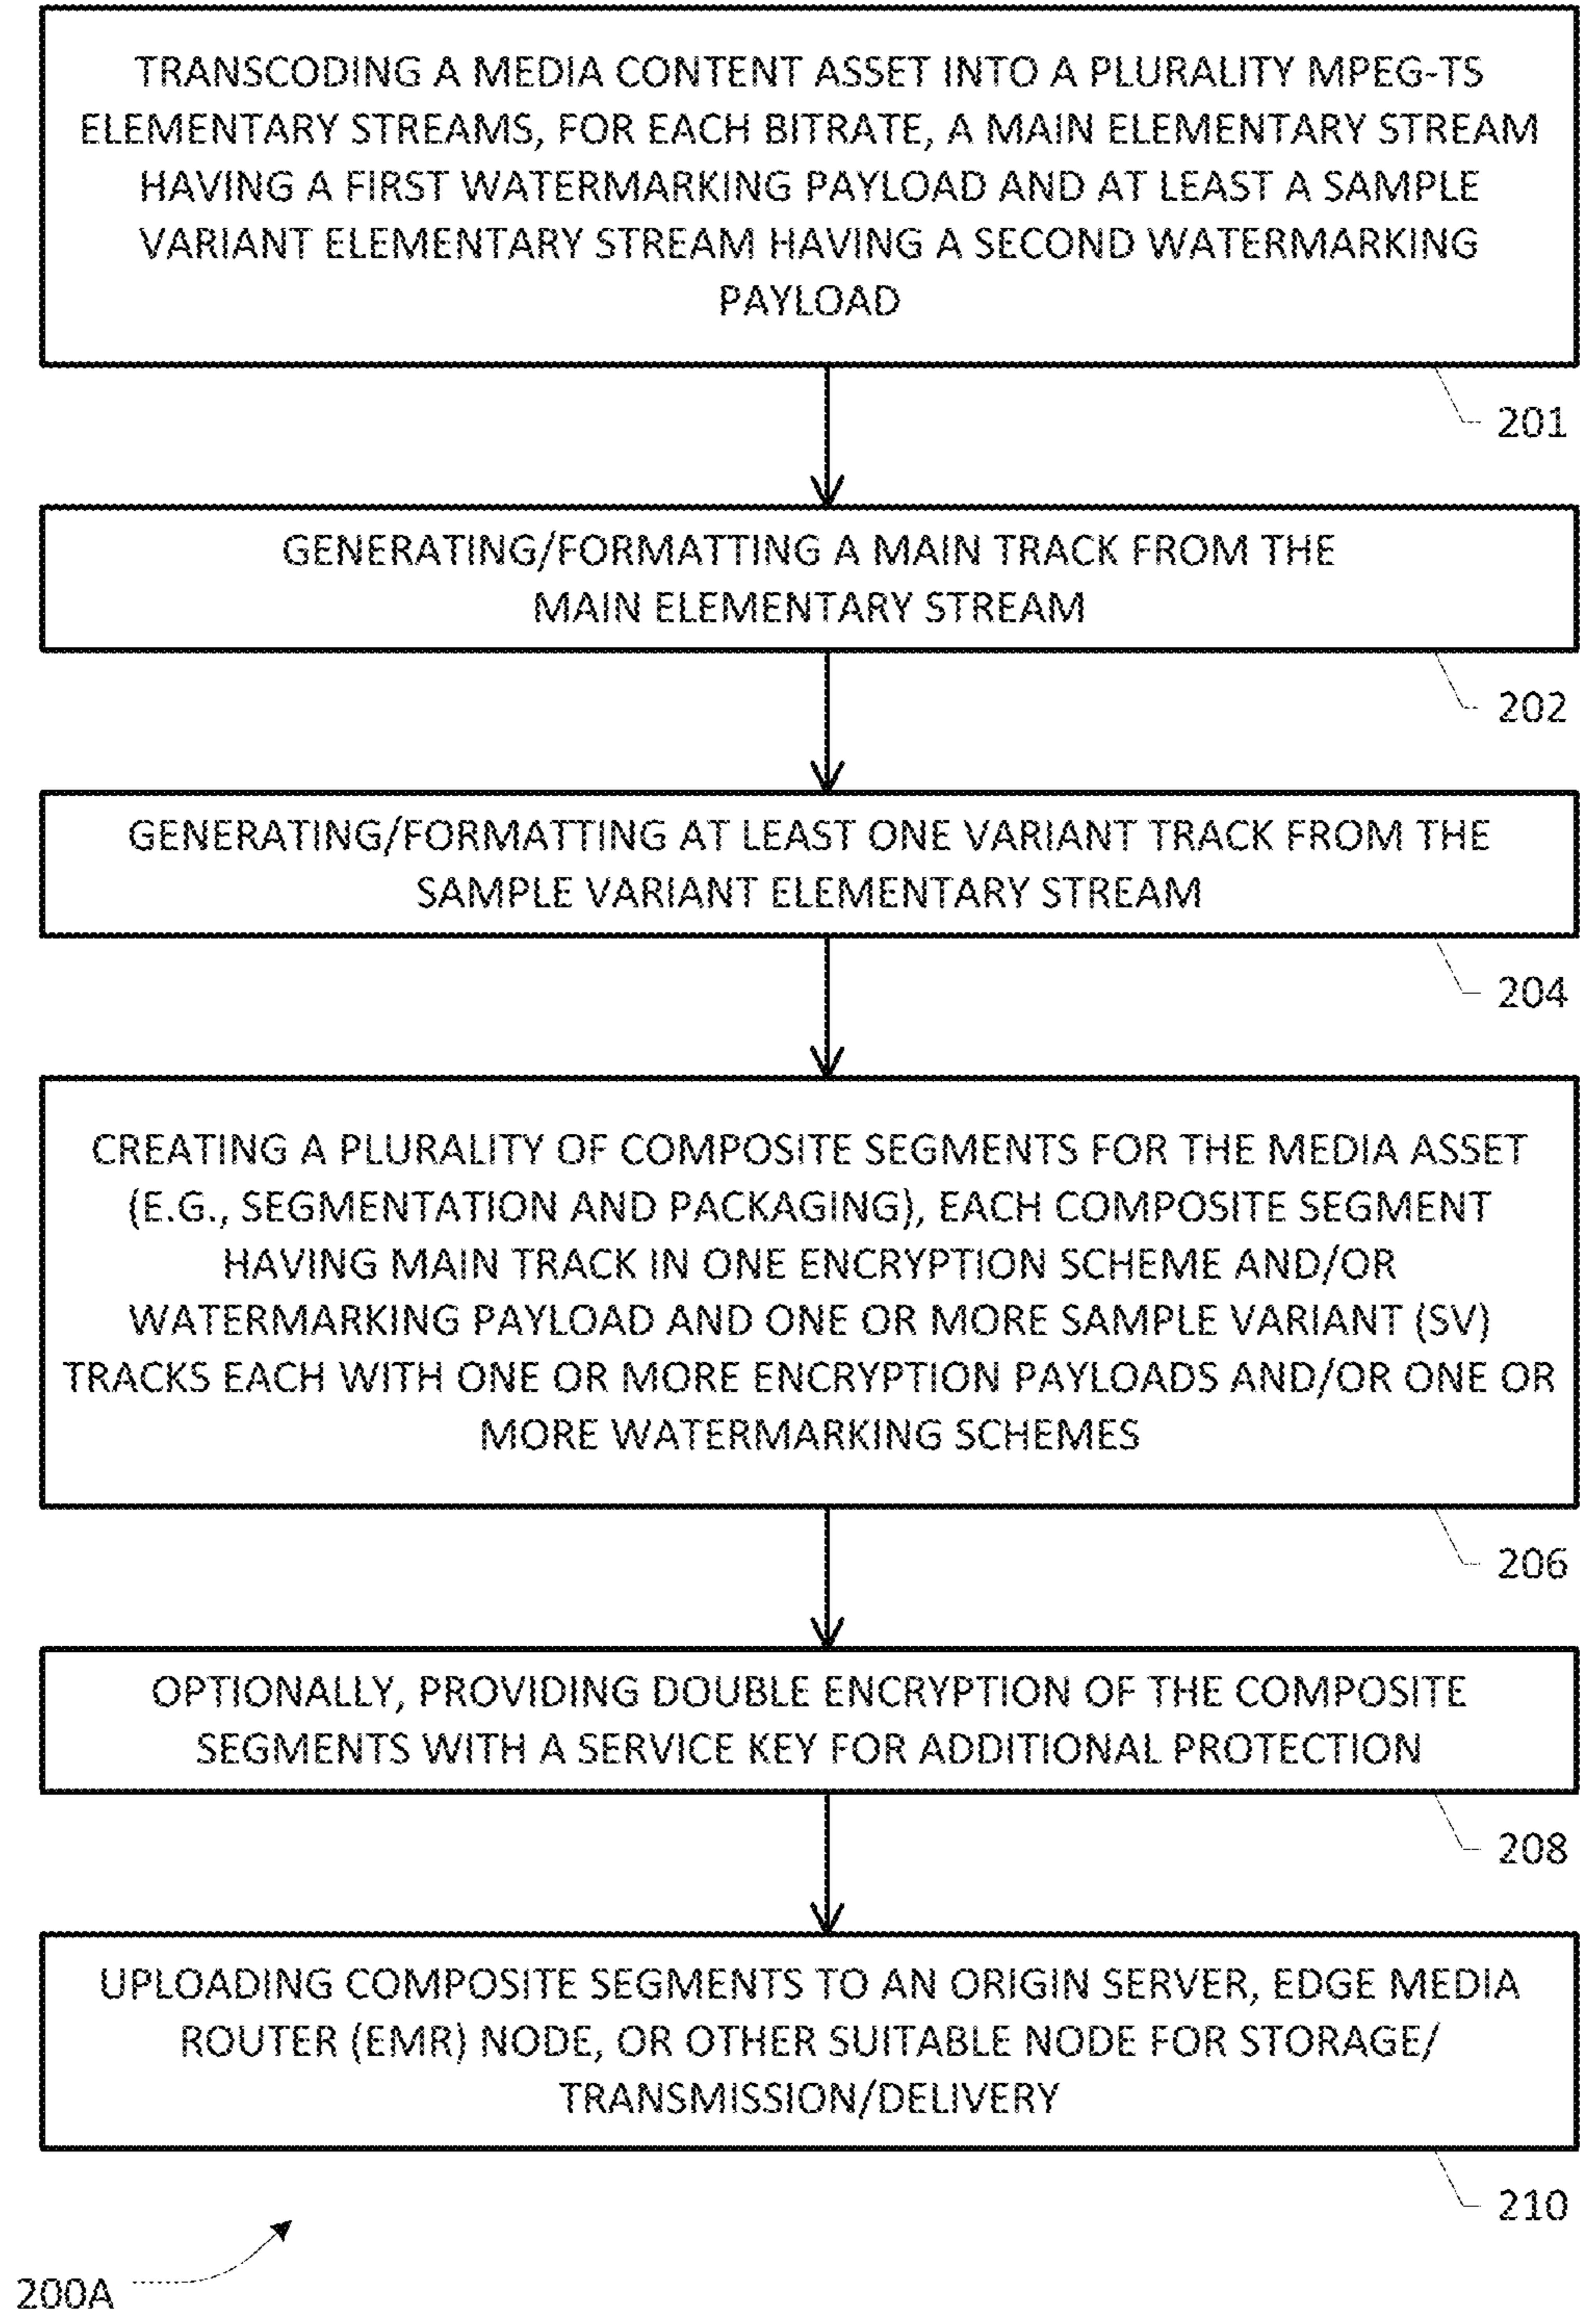 TRANSCODING A MEDIA CONTENT ASSET INTO A PLURALITY MPEG-TS
ELEMENTARY STREAMS, FOR EACH BITRATE, A MAIN ELEMENTARY STREAM
HAVING A FIRST WATERMARKING PAYLOAD AND AT LEAST A SAMPLE
VARIANT ELEMENTARY STREAM HAVING A SECOND WATERMARKING
PAYLOAD
201
GENERATING/FORMATTING A MAIN TRACK FROM THE
MAIN ELEMENTARY STREAM
202
GENERATING/FORMATTING AT LEAST ONE VARIANT TRACK FROM THE
SAMPLE VARIANT ELEMENTARY STREAM
204
CREATING A PLURALITY OF COMPOSITE SEGMENTS FOR THE MEDIA ASSET
(E.G., SEGMENTATION AND PACKAGING), EACH COMPOSITE SEGMENT
HAVING MAIN TRACK IN ONE ENCRYPTION SCHEME AND/OR
WATERMARKING PAYLOAD AND ONE OR MORE SAMPLE VARIANT (SV)
TRACKS EACH WITH ONE OR MORE ENCRYPTION PAYLOADS AND/OR ONE OR
MORE WATERMARKING SCHEMES
206
OPTIONALLY, PROVIDING DOUBLE ENCRYPTION OF THE COMPOSITE
SEGMENTS WITH A SERVICE KEY FOR ADDITIONAL PROTECTION
208
UPLOADING COMPOSITE SEGMENTS TO AN ORIGIN SERVER, EDGE MEDIA
ROUTER (EMR) NODE, OR OTHER SUITABLE NODE FOR STORAGE/
TRANSMISSION/DELIVERY
210
200A